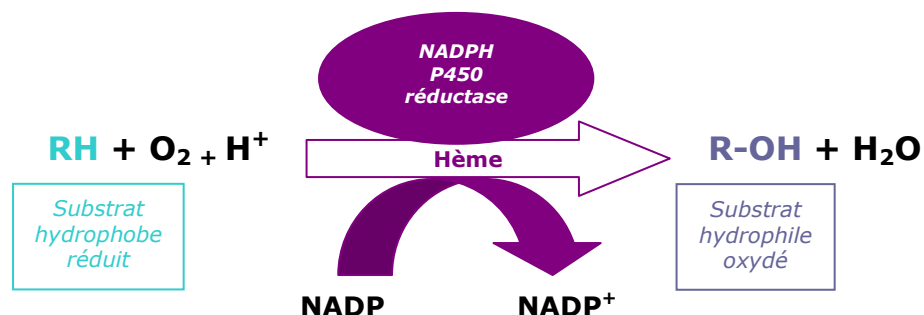 NADPH
P450
réductase
RH + O₂ + H⁺
Hème
R-OH + H₂O
Substrat
hydrophobe
réduit
Substrat
hydrophile
oxydé
NADP
NADP⁺